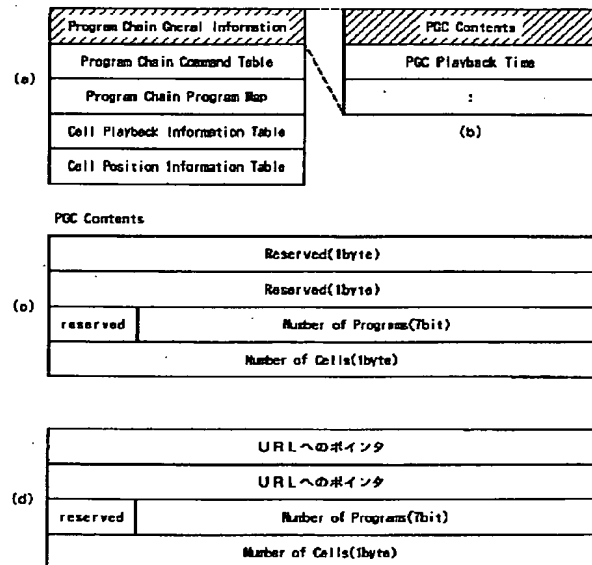 Program Chain Gneral Information
Program Chain Command Table
Program Chain Program Map
Cell Playback Information Table
Cell Position Information Table
(a)
PGC Contents
PGC Playback Time
:
(b)
PGC Contents
(c)
Reserved(1byte)
Reserved(1byte)
reserved
Number of Programs(7bit)
Number of Cells(1byte)
(d)
URLへのポインタ
URLへのポインタ
reserved
Number of Programs(7bit)
Number of Cells(1byte)